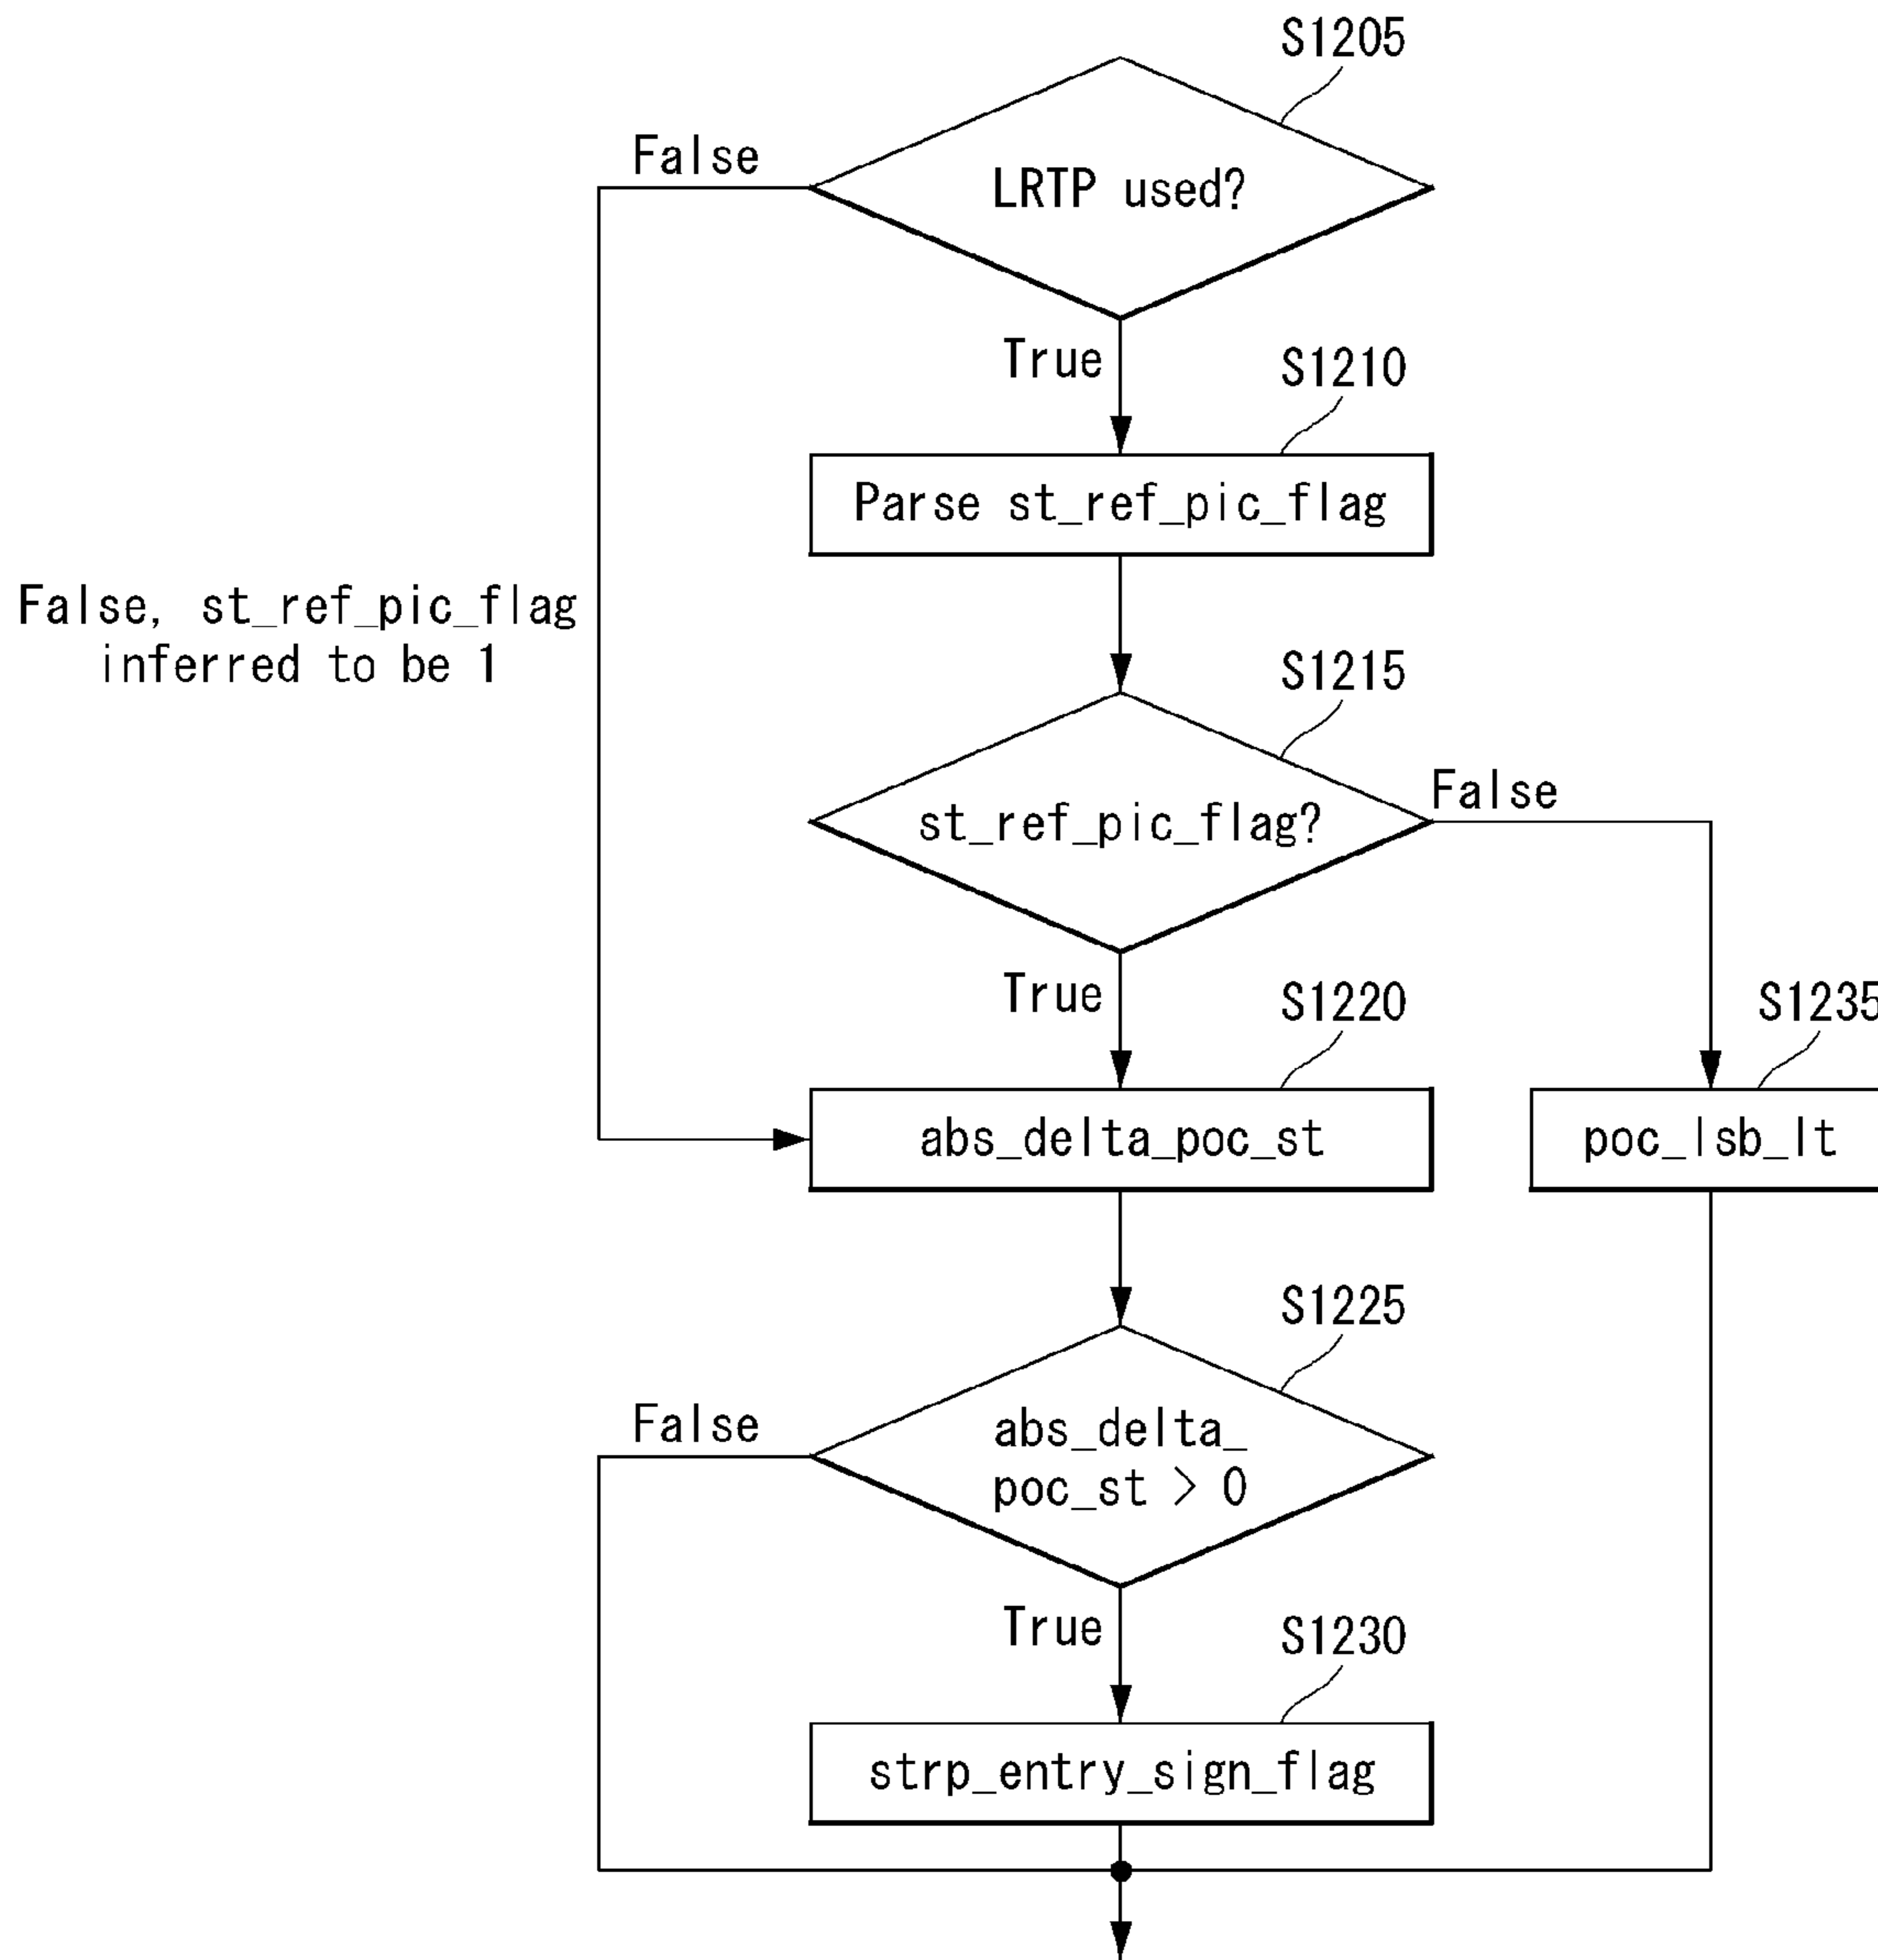 S1205
False
LRTP used?
True
S1210
Parse st_ref_pic_flag
False, st_ref_pic_flag
inferred to be 1
S1215
st_ref_pic_flag?
False
True
S1220
S1235
abs_delta_poc_st
poc_lsb_lt
S1225
False
abs_delta_
poc_st > 0
True
S1230
strp_entry_sign_flag